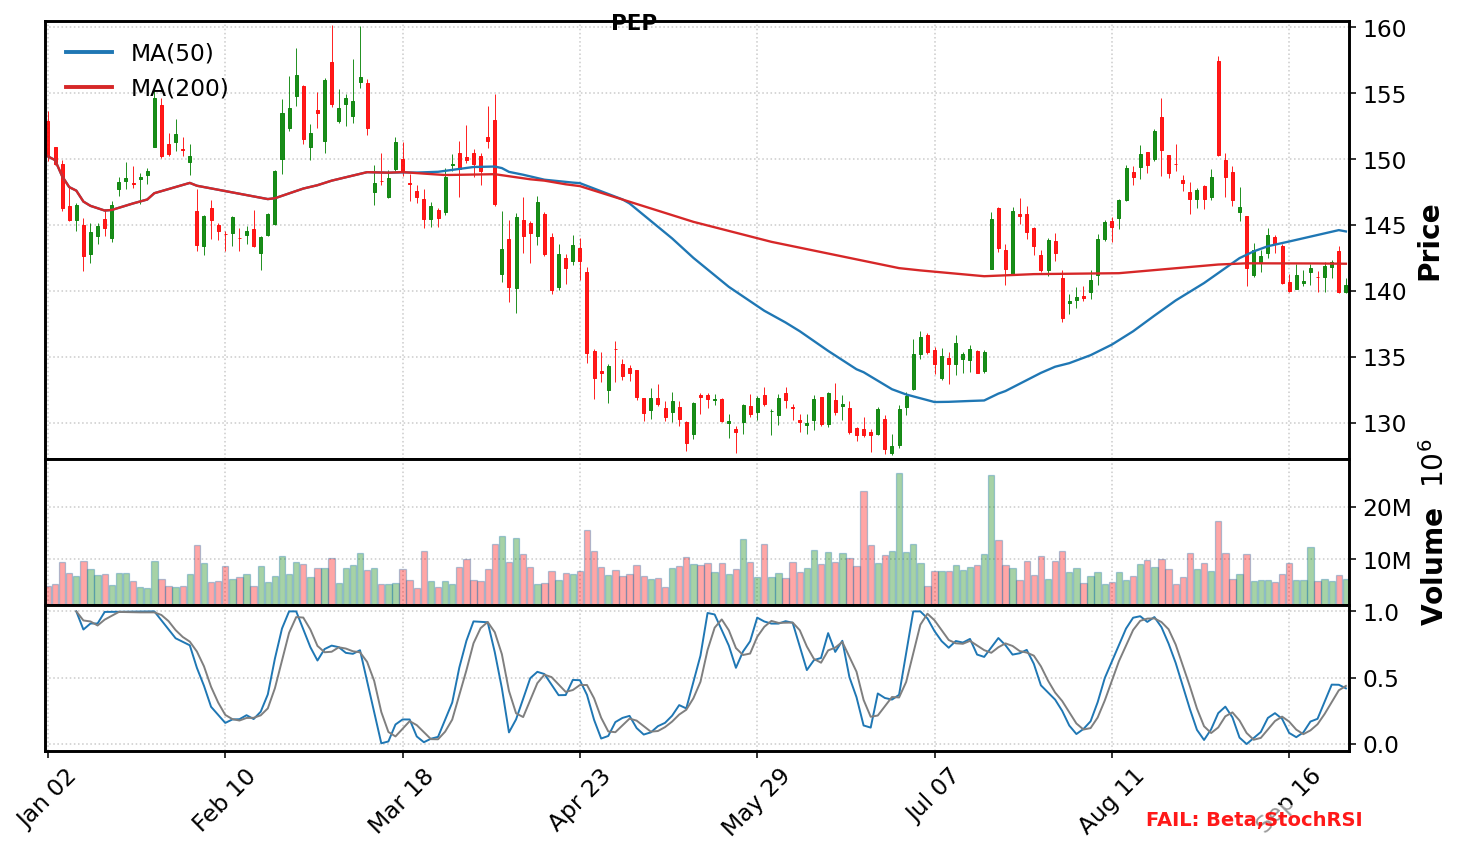 PEP
MA(50)
MA(200)
160
155
150
145
140
135
130
Price
20M
10M
Volume 10^6
1.0
0.5
0.0
Jan 02
Feb 10
Mar 18
Apr 23
May 29
Jul 07
Aug 11
Sep 16
FAIL: Beta,StochRSI